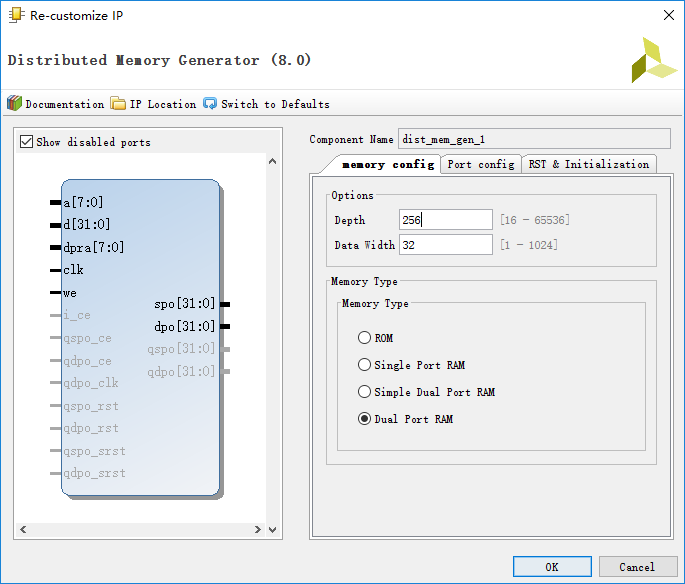 Re-customize IP
Distributed Memory Generator (8.0)
Documentation IP Location Switch to Defaults
Show disabled ports
a[7:0]
d[31:0]
dpra[7:0]
clk
we
i_ce
qspo_ce
qdpo_ce
qdpo_clk
qspo_rst
qdpo_rst
qspo_srst
qdpo_srst
spo[31:0]
dpo[31:0]
qspo[31:0]
qdpo[31:0]
Component Name dist_mem_gen_1
memory config Port config RST & Initialization
Options
Depth 256 [16 - 65536]
Data Width 32 [1 - 1024]
Memory Type
Memory Type
ROM
Single Port RAM
Simple Dual Port RAM
Dual Port RAM
OK Cancel